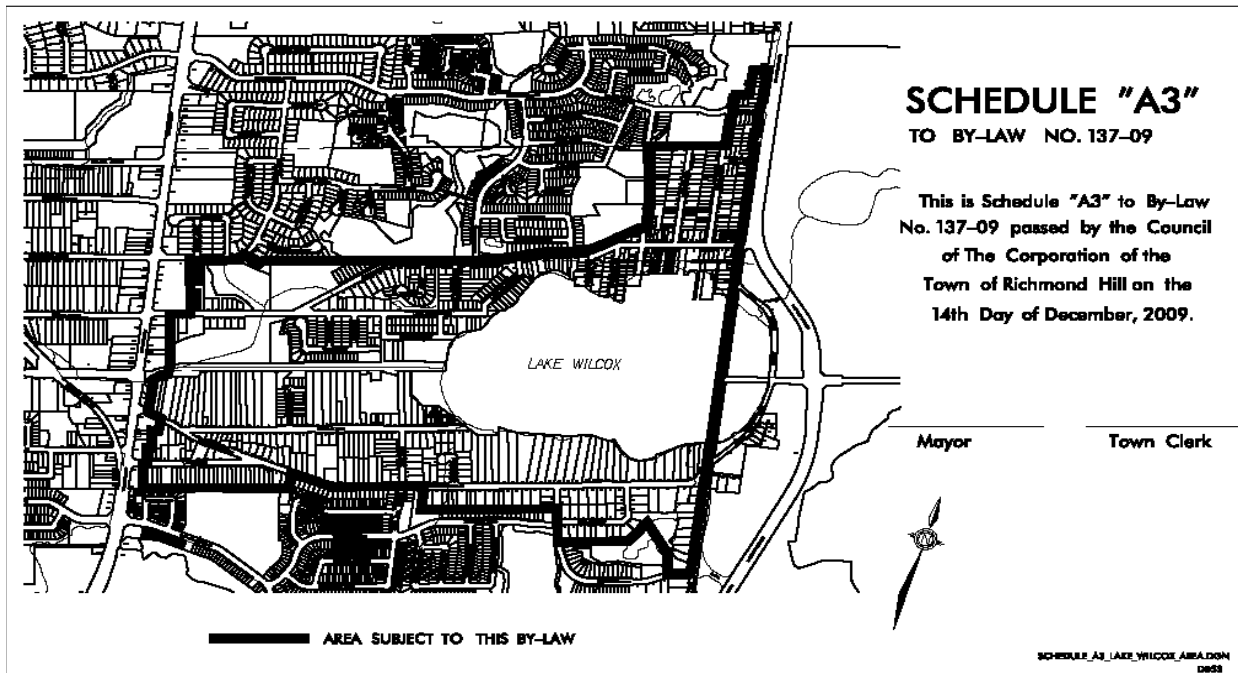 SCHEDULE "A3"
TO BY–LAW NO. 137–09
This is Schedule "A3" to By–Law
No. 137–09 passed by the Council
of The Corporation of the
Town of Richmond Hill on the
14th Day of December, 2009.
LAKE WILCOX
Mayor Town Clerk
AREA SUBJECT TO THIS BY–LAW
SCHEDULE_A3_LAKE_WILCOX_AREA.DGN